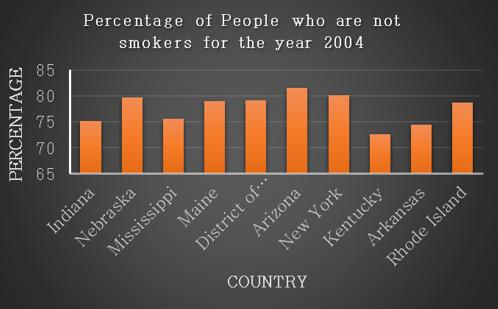 Percentage of People who are not
smokers for the year 2004
PERCENTAGE
85
80
75
70
65
Indiana
Nebraska
Mississippi
Maine
District of...
Arizona
New York
Kentucky
Arkansas
Rhode Island
COUNTRY